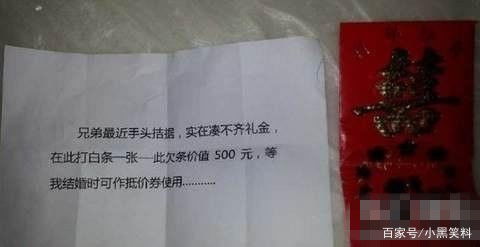 兄弟最近手头拮据，实在凑不齐礼金，
在此打白条一张—此欠条价值 500 元，等
我结婚时可作抵价券使用...........
囍
百家号/小黑笑料